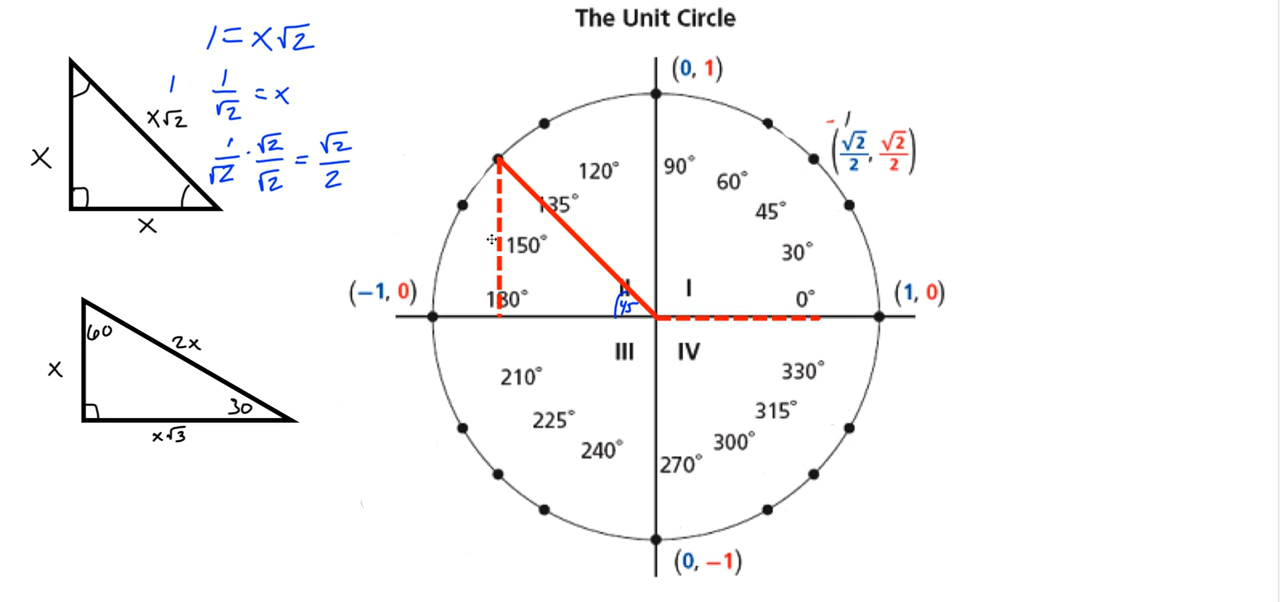 The Unit Circle
1 = x√2
1/√2 = x
1/√2 · √2/√2 = √2/2
1
x√2
x
x
60
2x
x
30
x√3
(0, 1)
(√2/2, √2/2)
120°
90°
60°
135°
45°
150°
30°
(−1, 0)
180°
45
II
I
0°
(1, 0)
III
IV
210°
330°
225°
315°
240°
300°
270°
(0, −1)